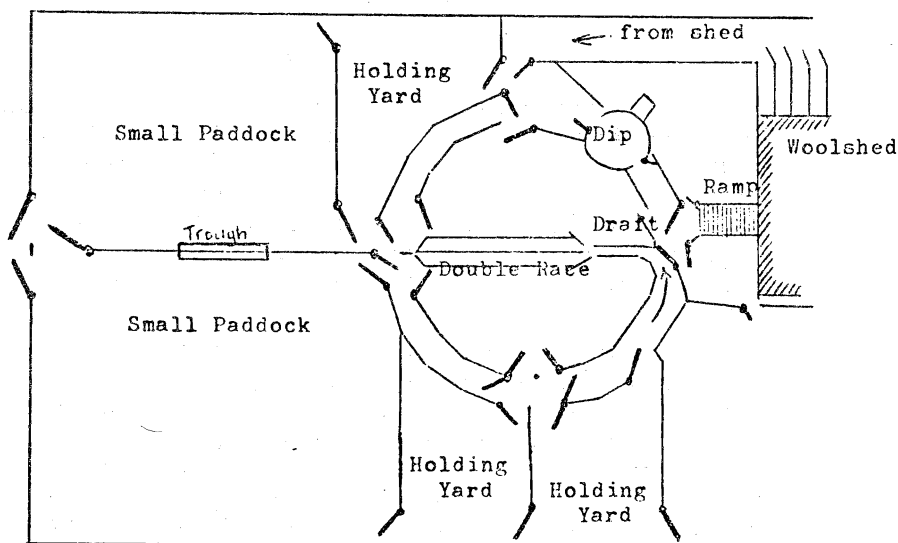 from shed
Holding
Yard
Small Paddock
Dip
Woolshed
Ramp
Trough
Draft
Double Race
Small Paddock
Holding
Yard
Holding
Yard